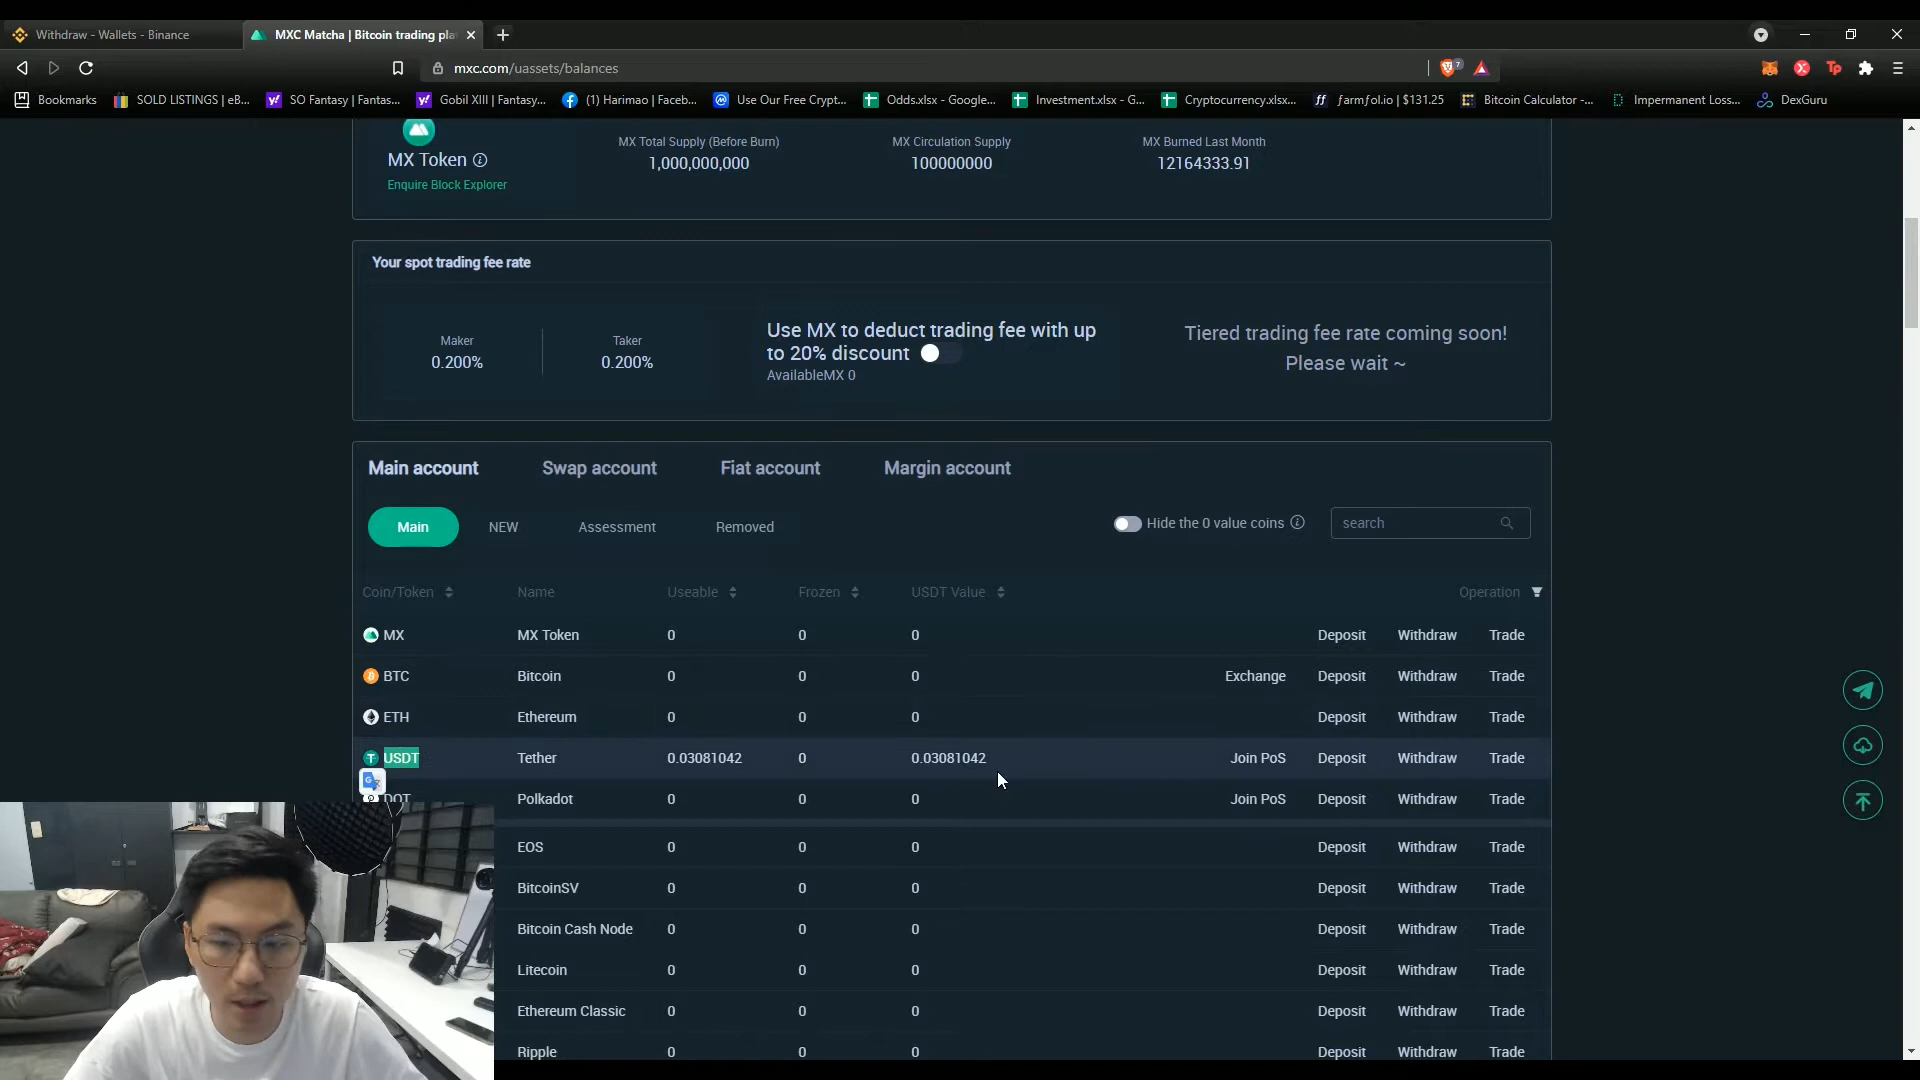 Withdraw - Wallets - Binance
MXC Matcha | Bitcoin trading pla
mxc.com/uassets/balances
7
Bookmarks
SOLD LISTINGS | eB...
SO Fantasy | Fantas...
Gobil XIII | Fantasy...
(1) Harimao | Faceb...
Use Our Free Crypt...
Odds.xlsx - Google...
Investment.xlsx - G...
Cryptocurrency.xlsx...
ƒarmƒol.io | $131.25
Bitcoin Calculator -...
Impermanent Loss...
DexGuru
MX Token
Enquire Block Explorer
MX Total Supply (Before Burn)
1,000,000,000
MX Circulation Supply
100000000
MX Burned Last Month
12164333.91
Your spot trading fee rate
Maker
0.200%
Taker
0.200%
Use MX to deduct trading fee with up
to 20% discount
AvailableMX 0
Tiered trading fee rate coming soon!
Please wait ~
Main account Swap account Fiat account Margin account
Main NEW Assessment Removed
Hide the 0 value coins
search
Coin/Token Name Useable Frozen USDT Value Operation
MX MX Token 0 0 0 Deposit Withdraw Trade
BTC Bitcoin 0 0 0 Exchange Deposit Withdraw Trade
ETH Ethereum 0 0 0 Deposit Withdraw Trade
USDT Tether 0.03081042 0 0.03081042 Join PoS Deposit Withdraw Trade
DOT Polkadot 0 0 0 Join PoS Deposit Withdraw Trade
EOS 0 0 0 Deposit Withdraw Trade
BitcoinSV 0 0 0 Deposit Withdraw Trade
Bitcoin Cash Node 0 0 0 Deposit Withdraw Trade
Litecoin 0 0 0 Deposit Withdraw Trade
Ethereum Classic 0 0 0 Deposit Withdraw Trade
Ripple 0 0 0 Deposit Withdraw Trade